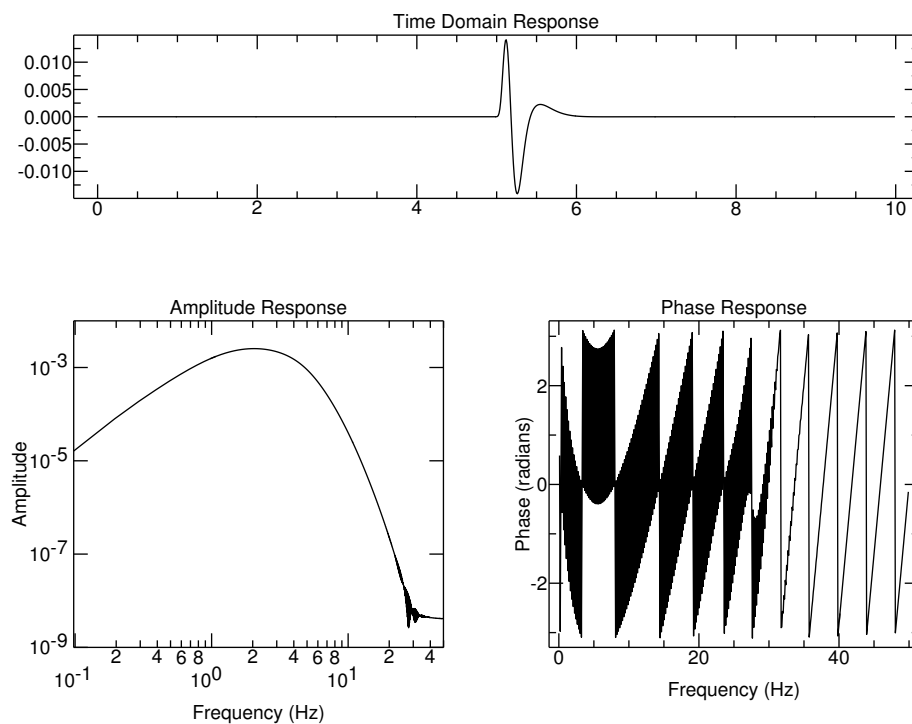 Time Domain Response
0.010
0.005
0.000
-0.005
-0.010
0 2 4 6 8 10
Amplitude Response
10-3
10-5
10-7
10-9
Amplitude
2 4 6 8 2 4 6 8 2 4
10-1 100 101
Frequency (Hz)
Phase Response
2
0
-2
Phase (radians)
0 20 40
Frequency (Hz)